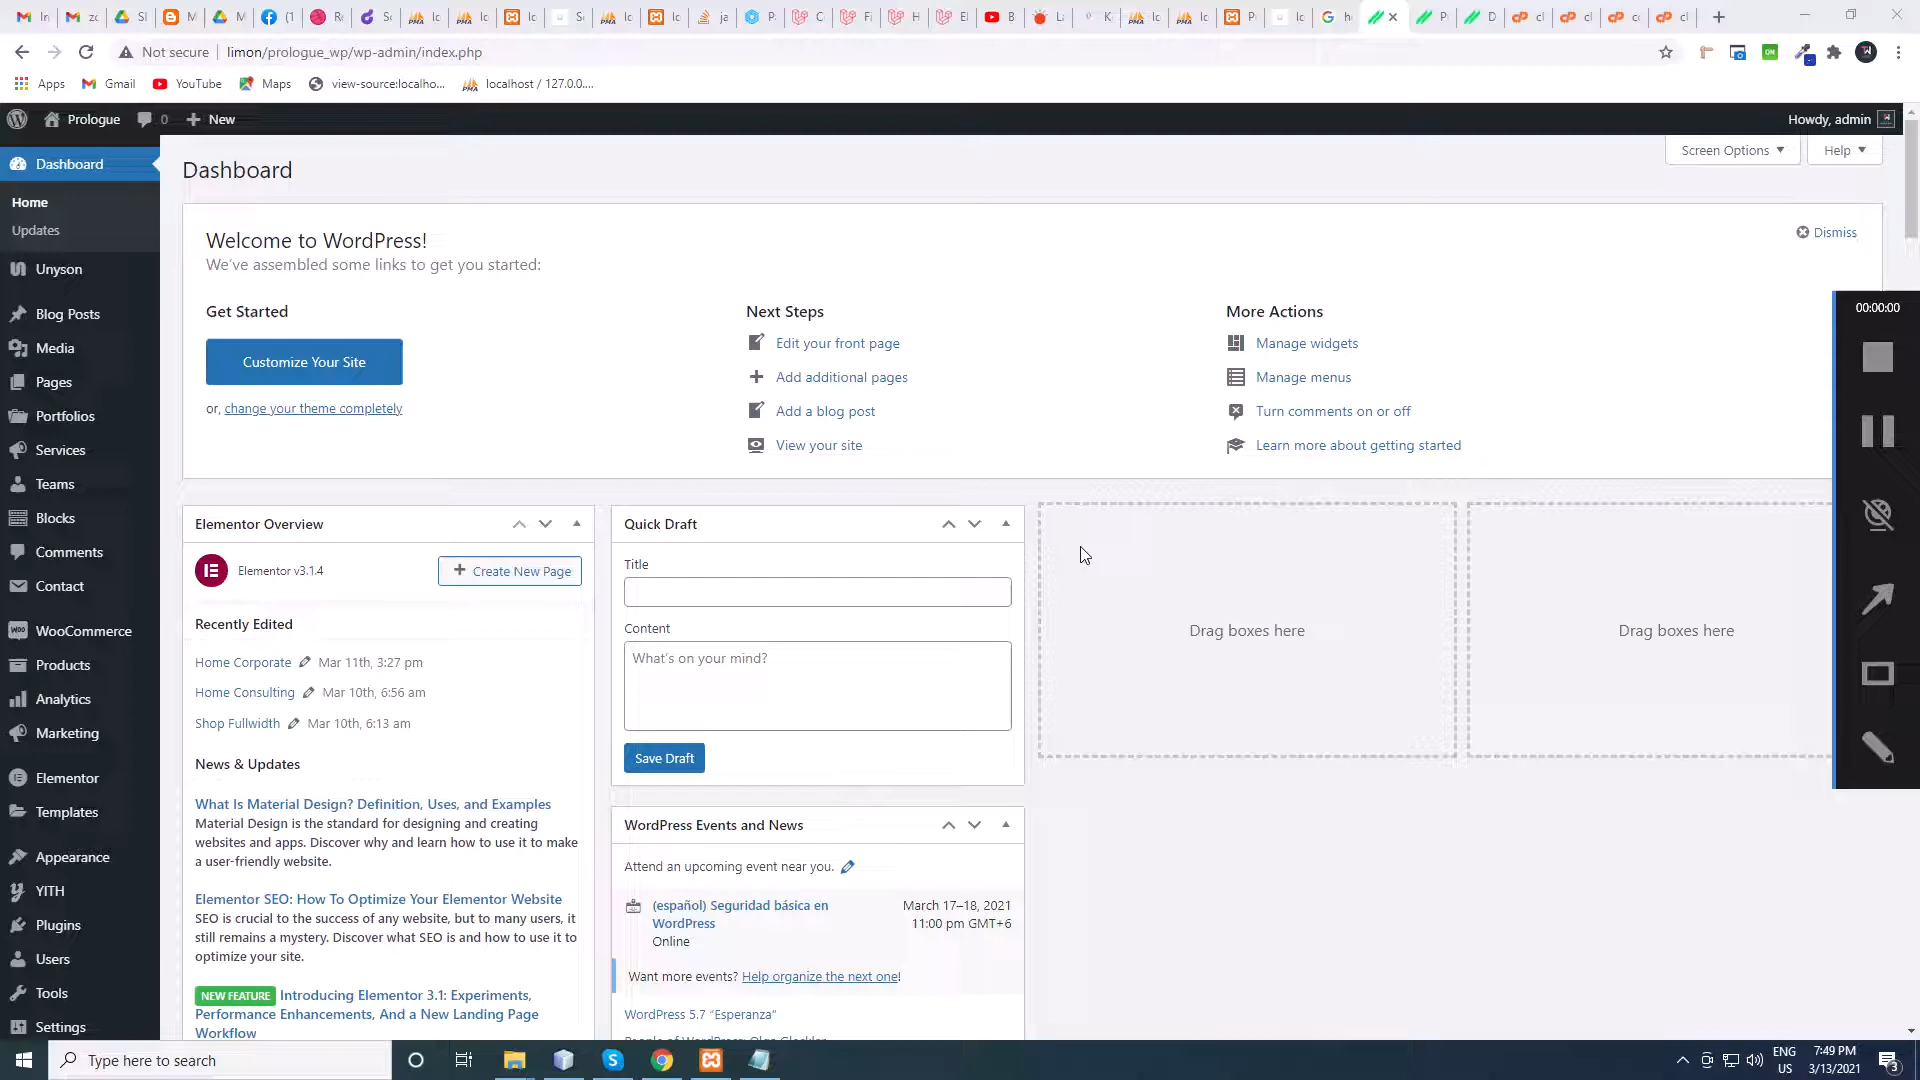 Not secure
limon/prologue_wp/wp-admin/index.php
Apps
Gmail
YouTube
Maps
view-source:localho...
localhost / 127.0.0....
Prologue
0
New
Howdy, admin
Dashboard
Home
Updates
Unyson
Blog Posts
Media
Pages
Portfolios
Services
Teams
Blocks
Comments
Contact
WooCommerce
Products
Analytics
Marketing
Elementor
Templates
Appearance
YITH
Plugins
Users
Tools
Settings
Dashboard
Screen Options
Help
Welcome to WordPress!
We've assembled some links to get you started:
Dismiss
Get Started
Customize Your Site
or, change your theme completely
Next Steps
Edit your front page
Add additional pages
Add a blog post
View your site
More Actions
Manage widgets
Manage menus
Turn comments on or off
Learn more about getting started
00:00:00
Elementor Overview
Elementor v3.1.4
Create New Page
Recently Edited
Home Corporate Mar 11th, 3:27 pm
Home Consulting Mar 10th, 6:56 am
Shop Fullwidth Mar 10th, 6:13 am
News & Updates
What Is Material Design? Definition, Uses, and Examples
Material Design is the standard for designing and creating
websites and apps. Discover why and learn how to use it to make
a user-friendly website.
Elementor SEO: How To Optimize Your Elementor Website
SEO is crucial to the success of any website, but to many users, it
still remains a mystery. Discover what SEO is and how to use it to
optimize your site.
NEW FEATURE Introducing Elementor 3.1: Experiments,
Performance Enhancements, And a New Landing Page
Workflow
Quick Draft
Title
Content
What's on your mind?
Save Draft
WordPress Events and News
Attend an upcoming event near you.
(español) Seguridad básica en
WordPress
Online
March 17–18, 2021
11:00 pm GMT+6
Want more events? Help organize the next one!
WordPress 5.7 "Esperanza"
Drag boxes here
Drag boxes here
Type here to search
ENG
US
7:49 PM
3/13/2021
3